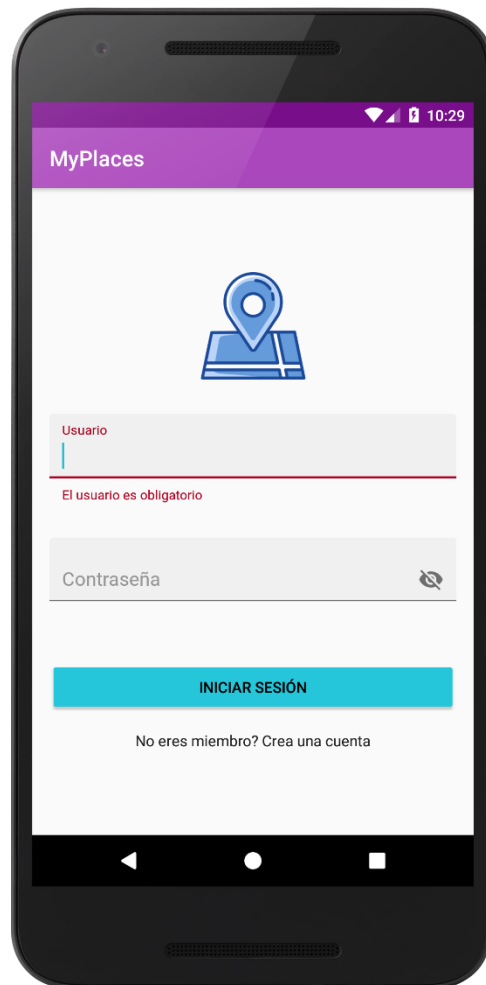 10:29
MyPlaces
Usuario
El usuario es obligatorio
Contraseña
INICIAR SESIÓN
No eres miembro? Crea una cuenta